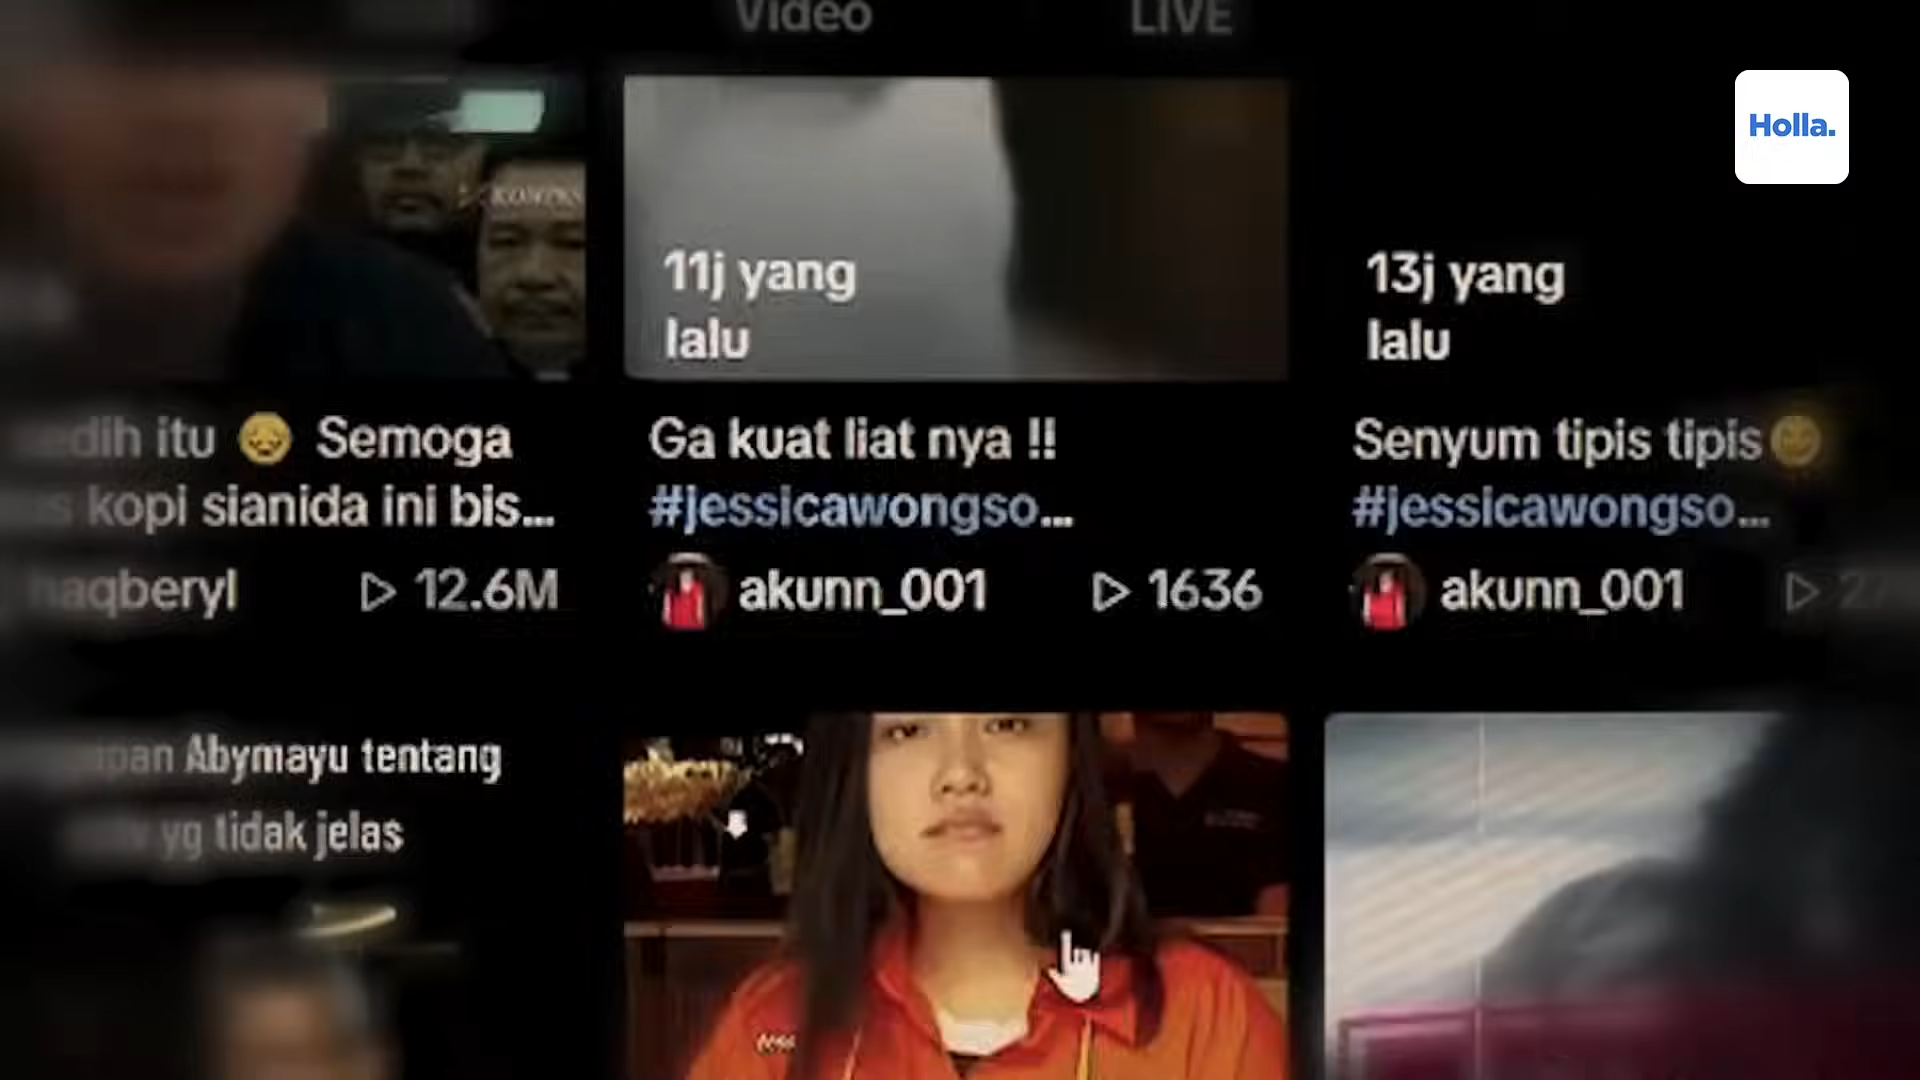 Video
LIVE
Holla.
11j yang
lalu
13j yang
lalu
itu 😞 Semoga
kopi sianida ini bis...
haqberyl
12.6M
Ga kuat liat nya !!
#jessicawongso...
akunn_001
1636
Senyum tipis tipis😊
#jessicawongso...
akunn_001
Abymayu tentang
yg tidak jelas